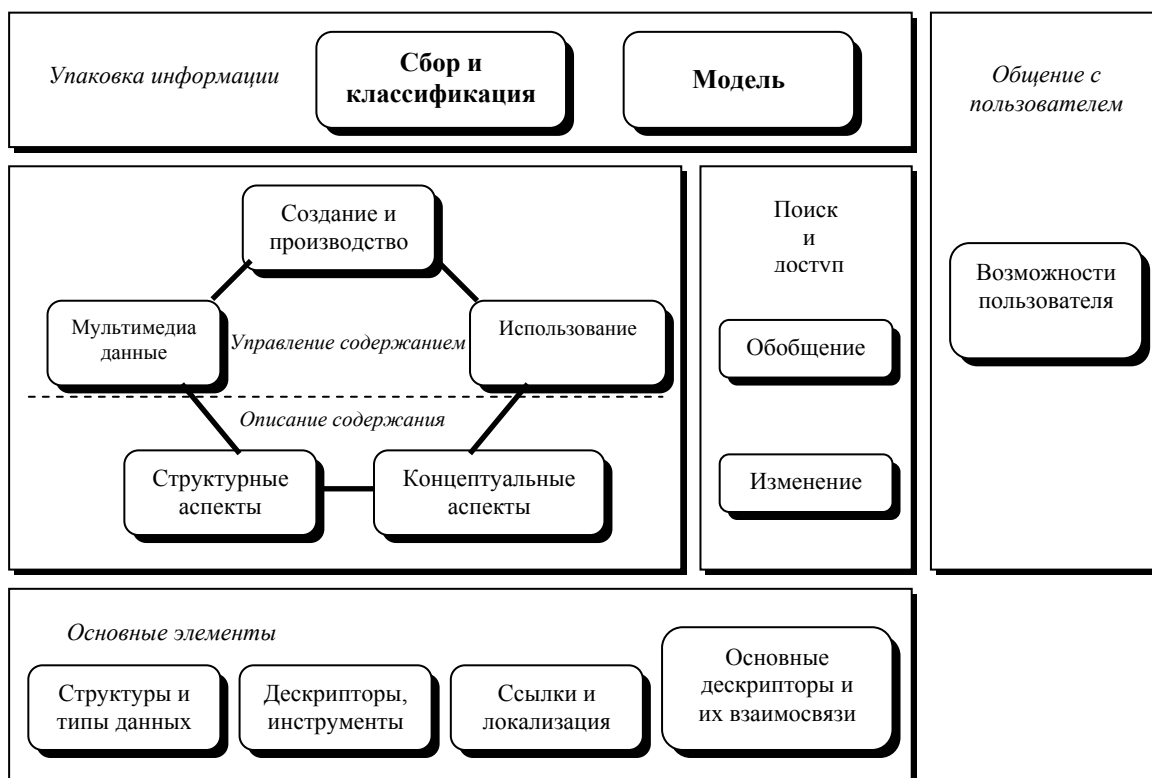 Упаковка информации
Сбор и
классификация
Модель
Общение с
пользователем
Создание и
производство
Мультимедиа
данные
Управление содержанием
Использование
Описание содержания
Структурные
аспекты
Концептуальные
аспекты
Поиск
и
доступ
Обобщение
Изменение
Возможности
пользователя
Основные элементы
Структуры и
типы данных
Дескрипторы,
инструменты
Ссылки и
локализация
Основные
дескрипторы и
их взаимосвязи